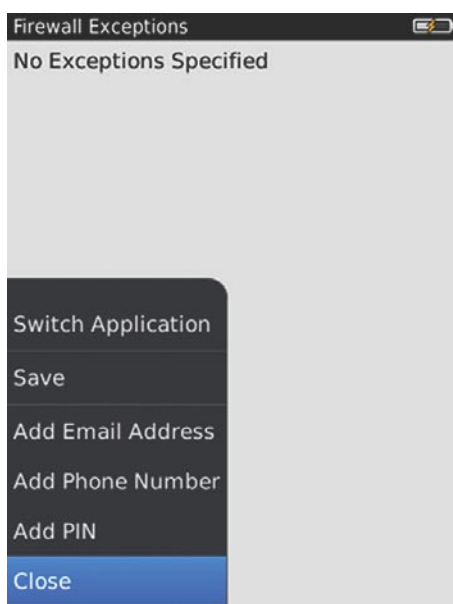 Firewall Exceptions
No Exceptions Specified
Switch Application
Save
Add Email Address
Add Phone Number
Add PIN
Close